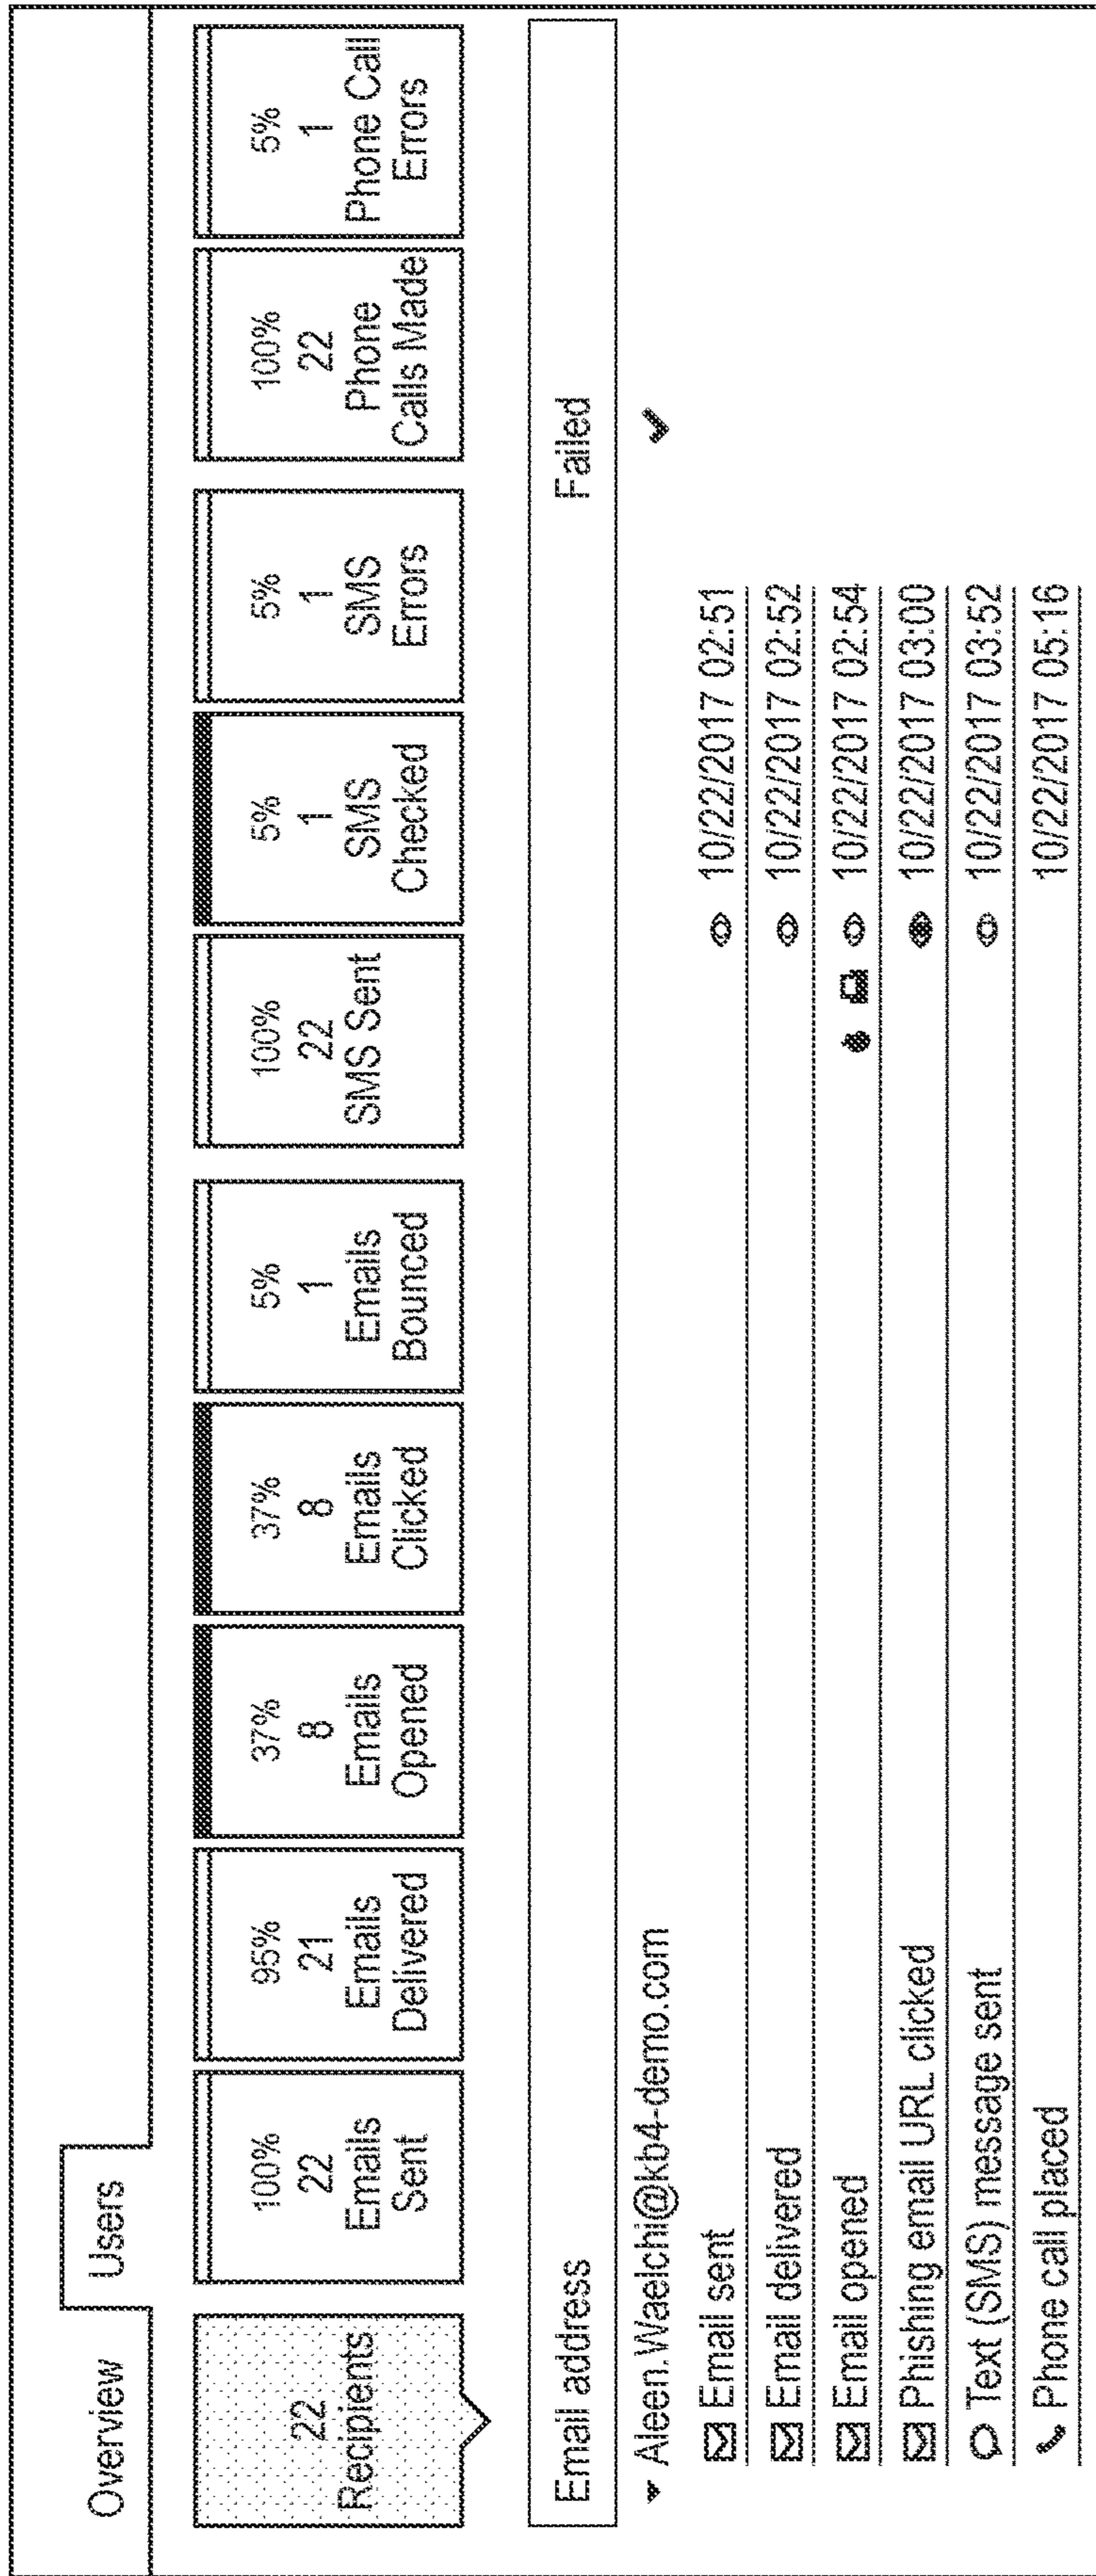 Overview
Users
22
Recipients
100%
22
Emails
Sent
95%
21
Emails
Delivered
37%
8
Emails
Opened
37%
8
Emails
Clicked
5%
1
Emails
Bounced
100%
22
SMS Sent
5%
1
SMS
Checked
5%
1
SMS
Errors
100%
22
Phone
Calls Made
5%
1
Phone Call
Errors
Email address Failed
Aleen.Waelchi@kb4-demo.com
Email sent 10/22/2017 02:51
Email delivered 10/22/2017 02:52
Email opened 10/22/2017 02:54
Phishing email URL clicked 10/22/2017 03:00
Text (SMS) message sent 10/22/2017 03:52
Phone call placed 10/22/2017 05:16